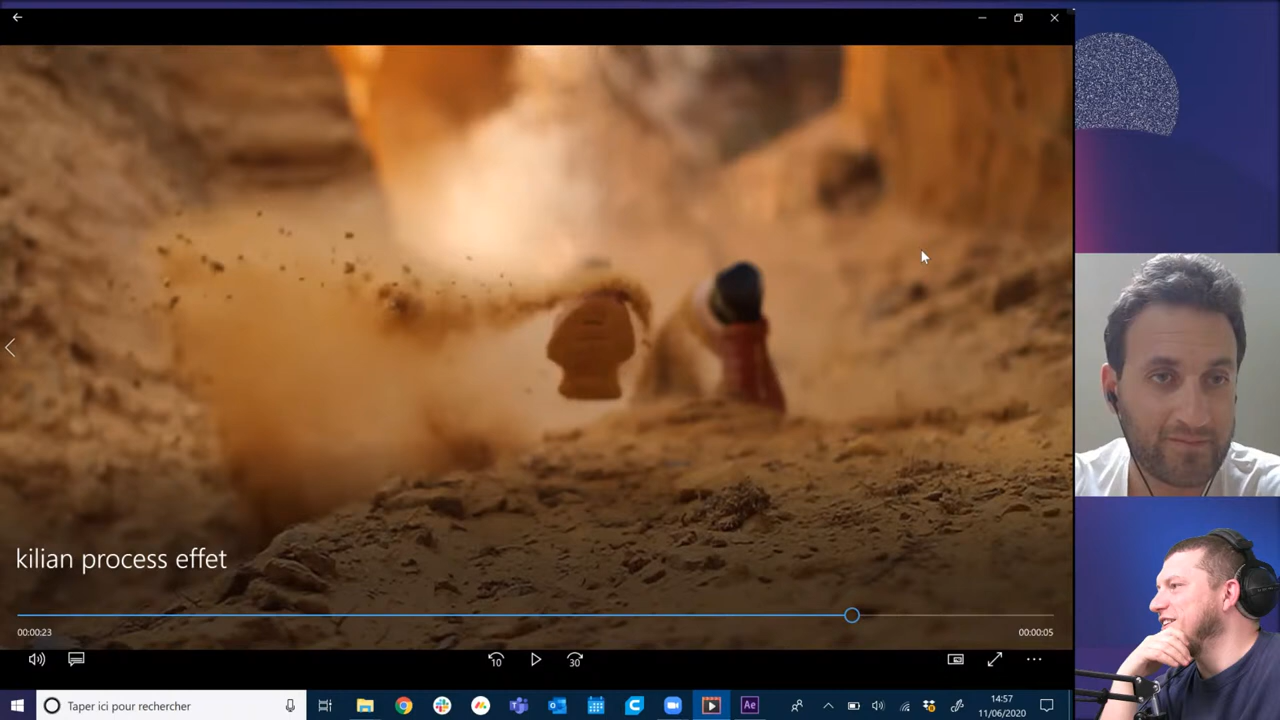 kilian process effet
00:00:23
00:00:05
10
30
Taper ici pour rechercher
Ae
14:57
11/06/2020